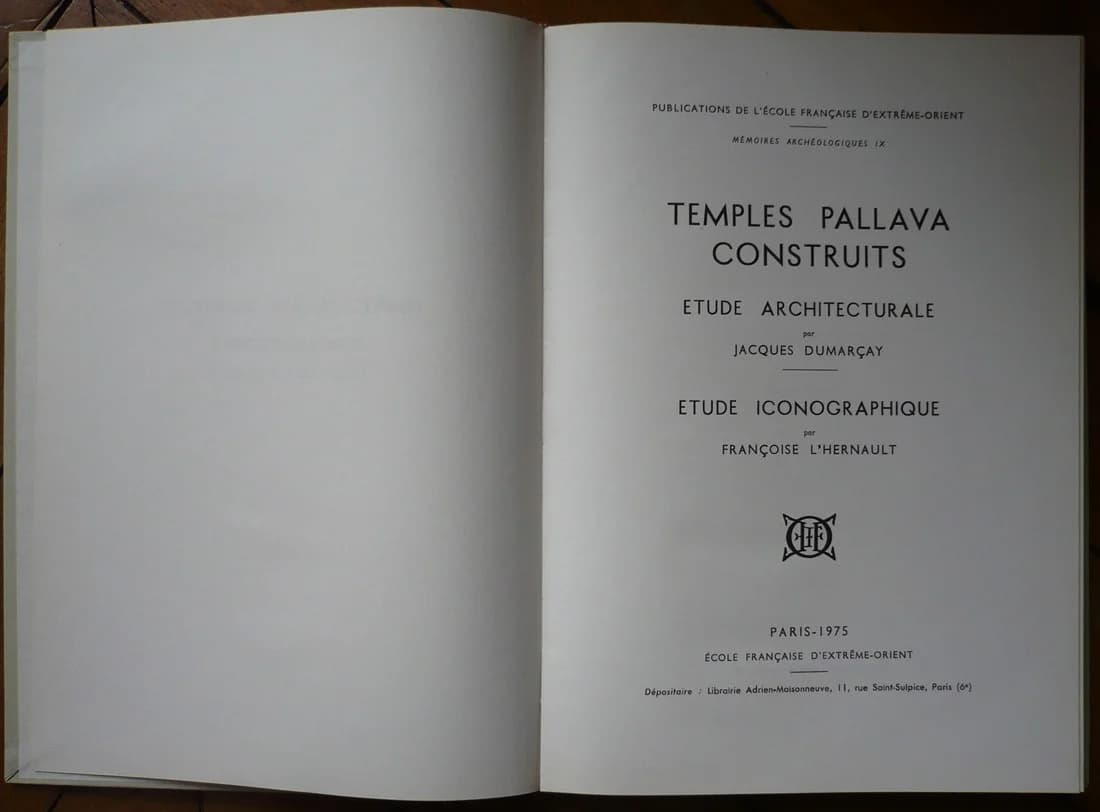 PUBLICATIONS DE L'ÉCOLE FRANÇAISE D'EXTRÊME-ORIENT
MÉMOIRES ARCHÉOLOGIQUES IX
TEMPLES PALLAVA
CONSTRUITS
ETUDE ARCHITECTURALE
par
JACQUES DUMARÇAY
ETUDE ICONOGRAPHIQUE
par
FRANÇOISE L'HERNAULT
PARIS-1975
ÉCOLE FRANÇAISE D'EXTRÊME-ORIENT
Dépositaire : Librairie Adrien-Maisonneuve, 11, rue Saint-Sulpice, Paris (6e)